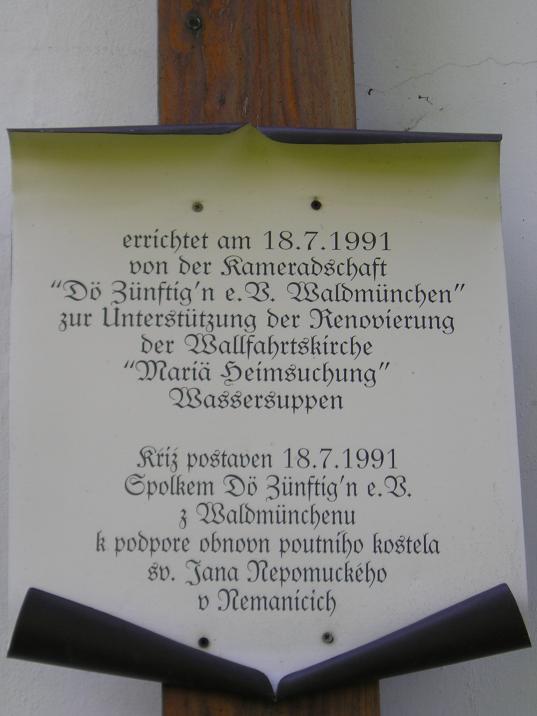 errichtet am 18.7.1991
von der Kameradschaft
"Dö Zünftig'n e.V. Waldmünchen"
zur Unterstützung der Renovierung
der Wallfahrtskirche
"Mariä Heimsuchung"
Wassersuppen
Kříž postaven 18.7.1991
Spolkem Dö Zünftig'n e.V.
z Waldmünchenu
k podpore obnovn poutního kostela
sv. Jana Nepomuckého
v Nemanicich